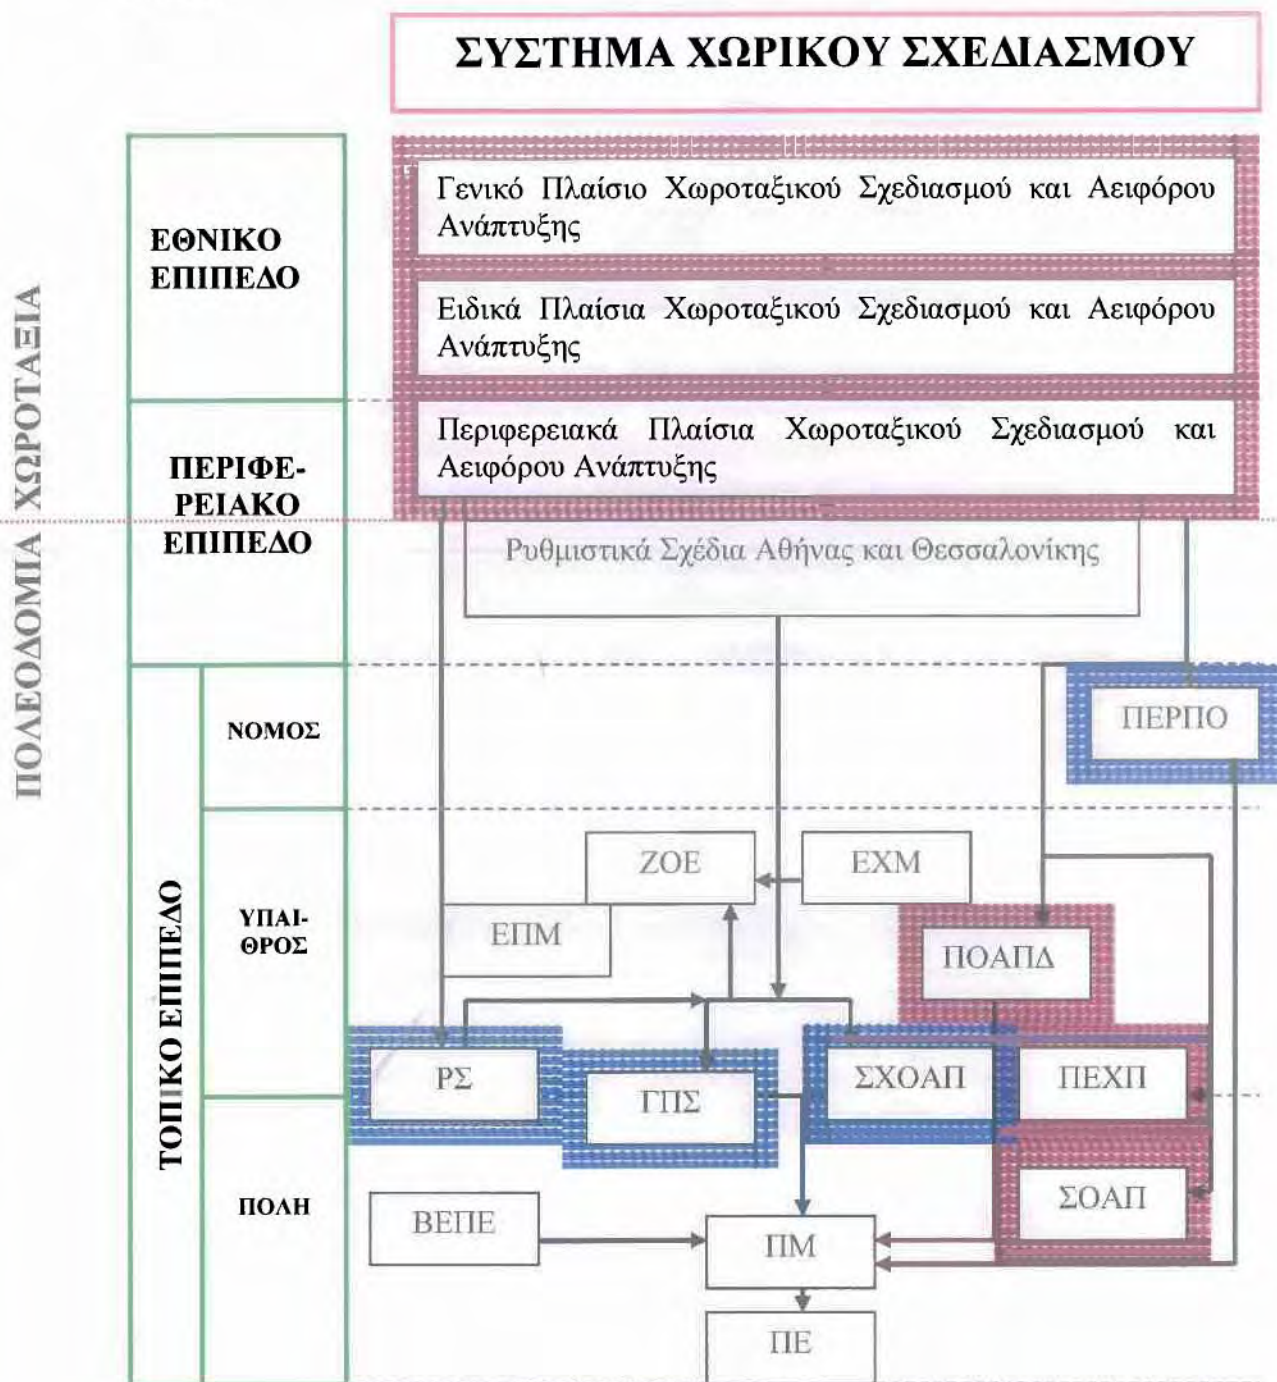 ΣΥΣΤΗΜΑ ΧΩΡΙΚΟΥ ΣΧΕΔΙΑΣΜΟΥ
ΧΩΡΟΤΑΞΙΑ
ΠΟΛΕΟΔΟΜΙΑ
ΕΘΝΙΚΟ
ΕΠΙΠΕΔΟ
Γενικό Πλαίσιο Χωροταξικού Σχεδιασμού και Αειφόρου
Ανάπτυξης
Ειδικά Πλαίσια Χωροταξικού Σχεδιασμού και Αειφόρου
Ανάπτυξης
ΠΕΡΙΦΕ-
ΡΕΙΑΚΟ
ΕΠΙΠΕΔΟ
Περιφερειακά Πλαίσια Χωροταξικού Σχεδιασμού και
Αειφόρου Ανάπτυξης
Ρυθμιστικά Σχέδια Αθήνας και Θεσσαλονίκης
ΤΟΠΙΚΟ ΕΠΙΠΕΔΟ
ΝΟΜΟΣ
ΠΕΡΠΟ
ΥΠΑΙ-
ΘΡΟΣ
ΖΟΕ
ΕΧΜ
ΕΠΜ
ΠΟΑΠΔ
ΡΣ
ΓΠΣ
ΣΧΟΑΠ
ΠΕΧΠ
ΠΟΛΗ
ΣΟΑΠ
ΒΕΠΕ
ΠΜ
ΠΕ